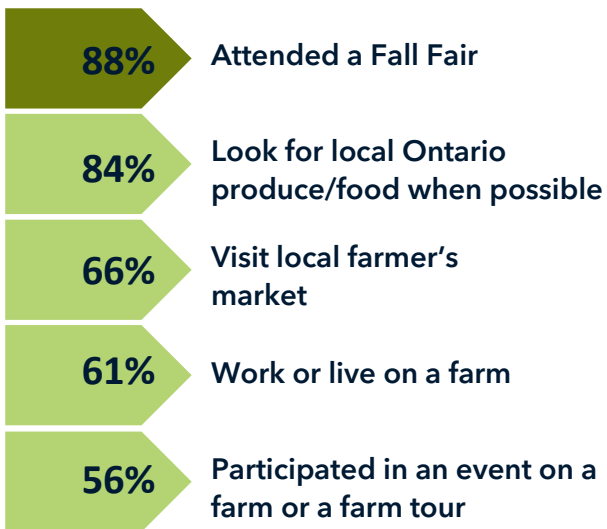 88%
Attended a Fall Fair
84%
Look for local Ontario
produce/food when possible
66%
Visit local farmer's
market
61%
Work or live on a farm
56%
Participated in an event on a
farm or a farm tour